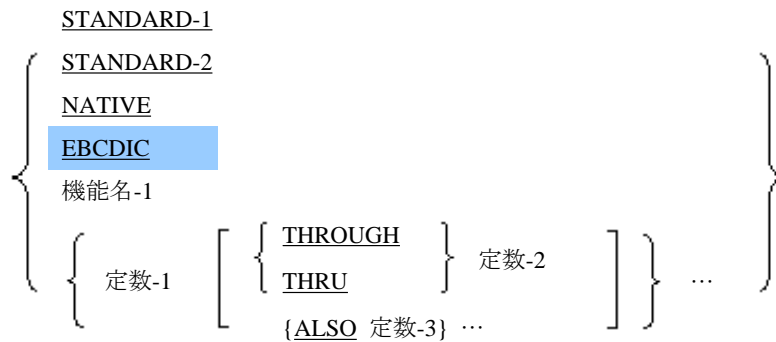 STANDARD-1
STANDARD-2
NATIVE
EBCDIC
機能名-1
定数-1 [ { THROUGH
THRU } 定数-2
{ALSO 定数-3} … ] } …